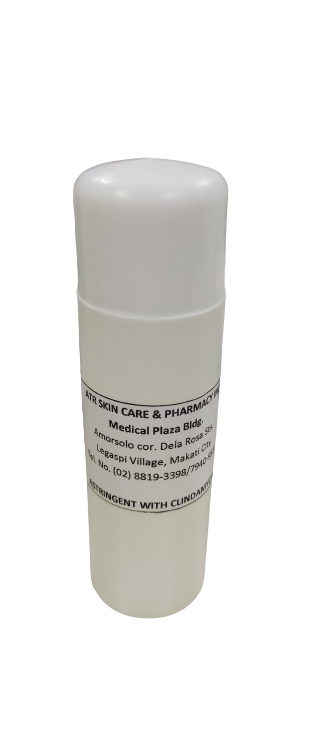 ATR SKIN CARE & PHARMACY
Medical Plaza Bldg.
Amorsolo cor. Dela Rosa Sts.
Legaspi Village, Makati City
Tel. No. (02) 8819-3398/7940-
ASTRINGENT WITH